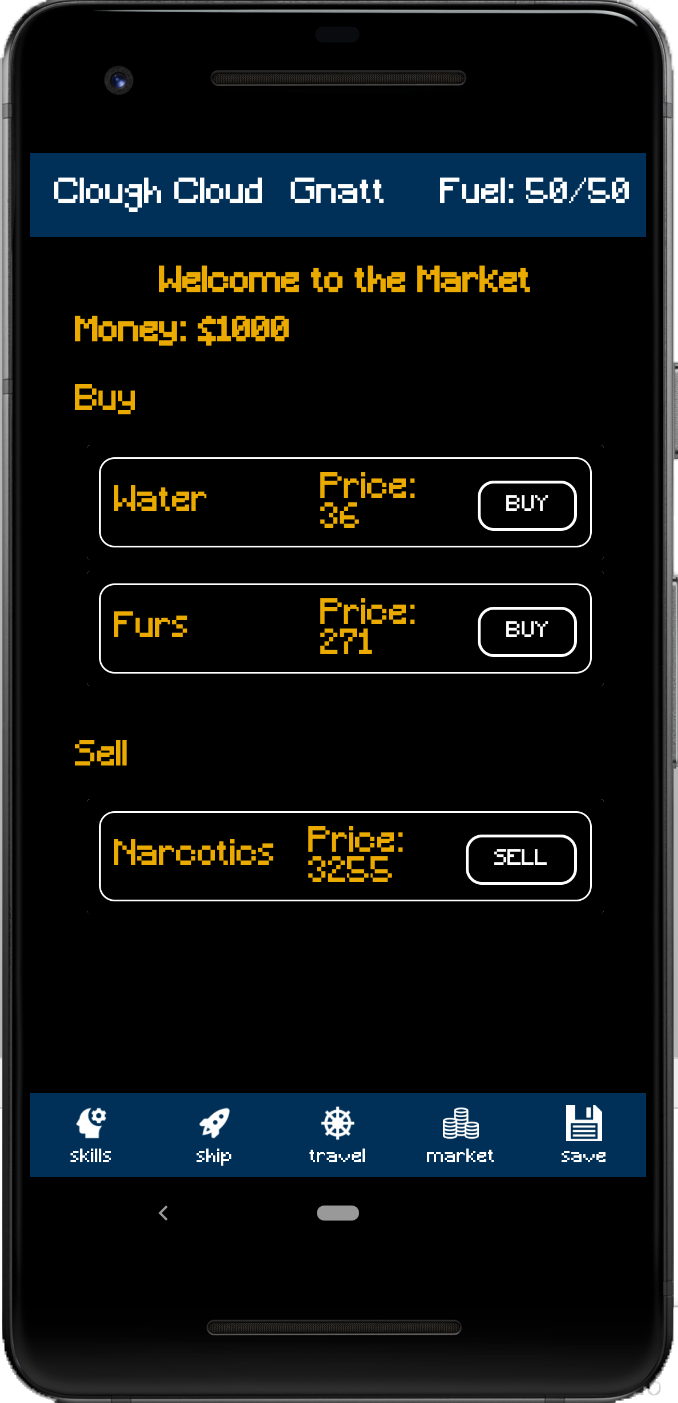 Clough Cloud Gnatt Fuel: 50/50
Welcome to the Market
Money: $1000
Buy
Water
Price:
36
BUY
Furs
Price:
271
BUY
Sell
Narcotics
Price:
3255
SELL
skills
ship
travel
market
save